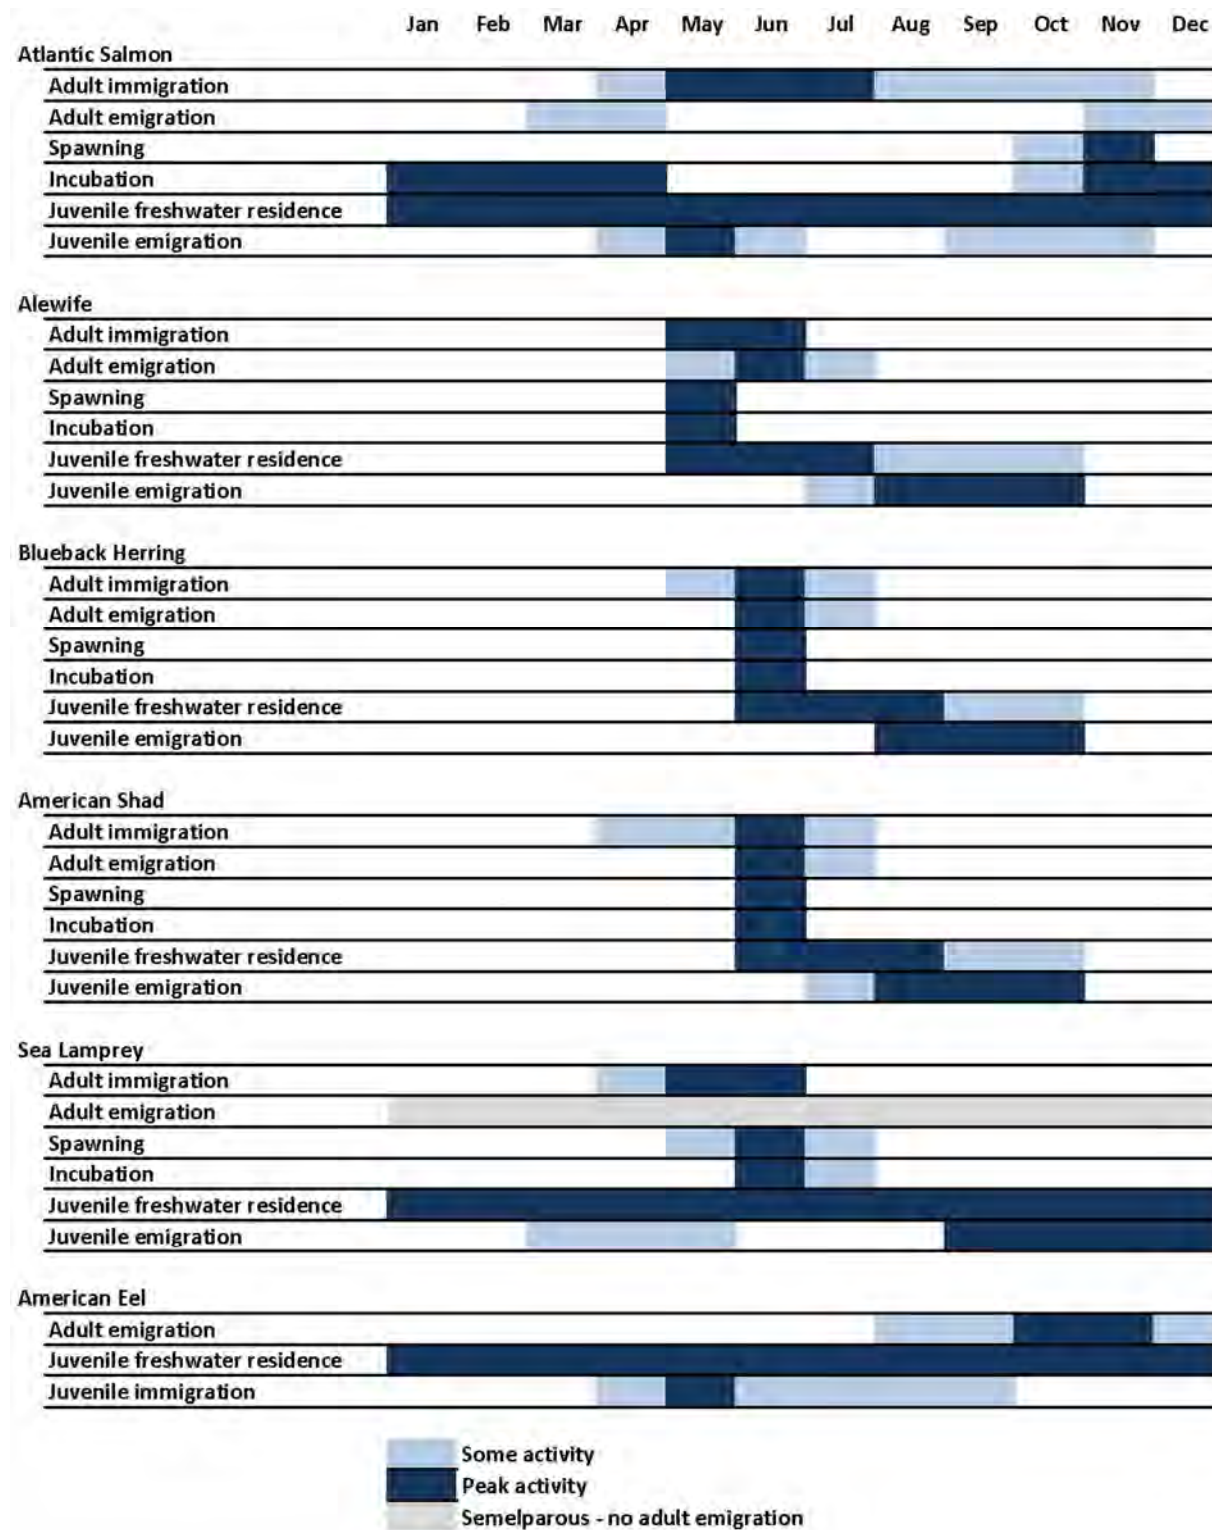 Jan Feb Mar Apr May Jun Jul Aug Sep Oct Nov Dec
Atlantic Salmon
Adult immigration
Adult emigration
Spawning
Incubation
Juvenile freshwater residence
Juvenile emigration
Alewife
Adult immigration
Adult emigration
Spawning
Incubation
Juvenile freshwater residence
Juvenile emigration
Blueback Herring
Adult immigration
Adult emigration
Spawning
Incubation
Juvenile freshwater residence
Juvenile emigration
American Shad
Adult immigration
Adult emigration
Spawning
Incubation
Juvenile freshwater residence
Juvenile emigration
Sea Lamprey
Adult immigration
Adult emigration
Spawning
Incubation
Juvenile freshwater residence
Juvenile emigration
American Eel
Adult emigration
Juvenile freshwater residence
Juvenile immigration
Some activity
Peak activity
Semelparous - no adult emigration